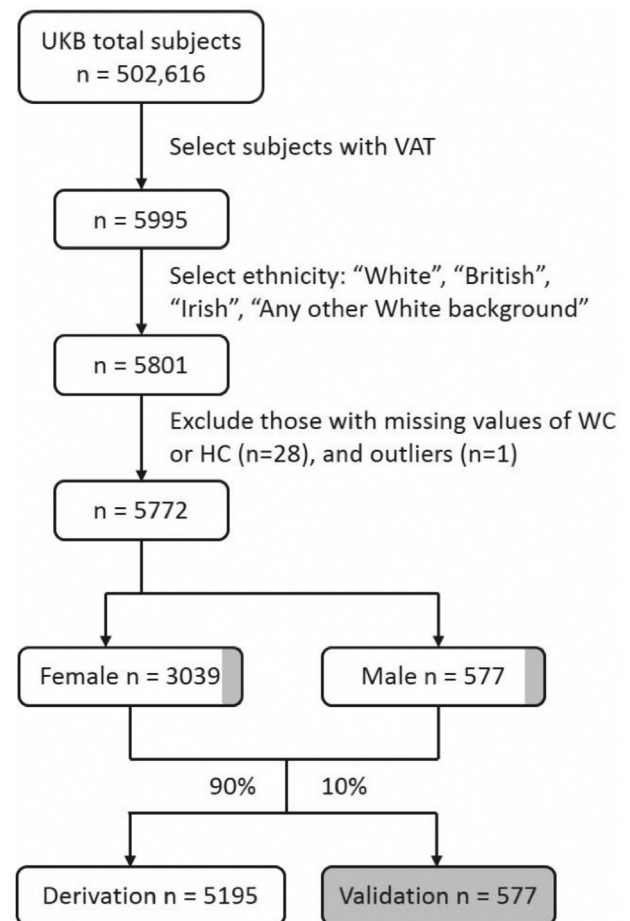 UKB total subjects
n = 502,616
Select subjects with VAT
n = 5995
Select ethnicity: “White”, “British”,
“Irish”, “Any other White background”
n = 5801
Exclude those with missing values of WC
or HC (n=28), and outliers (n=1)
n = 5772
Female n = 3039
Male n = 577
90%
10%
Derivation n = 5195
Validation n = 577